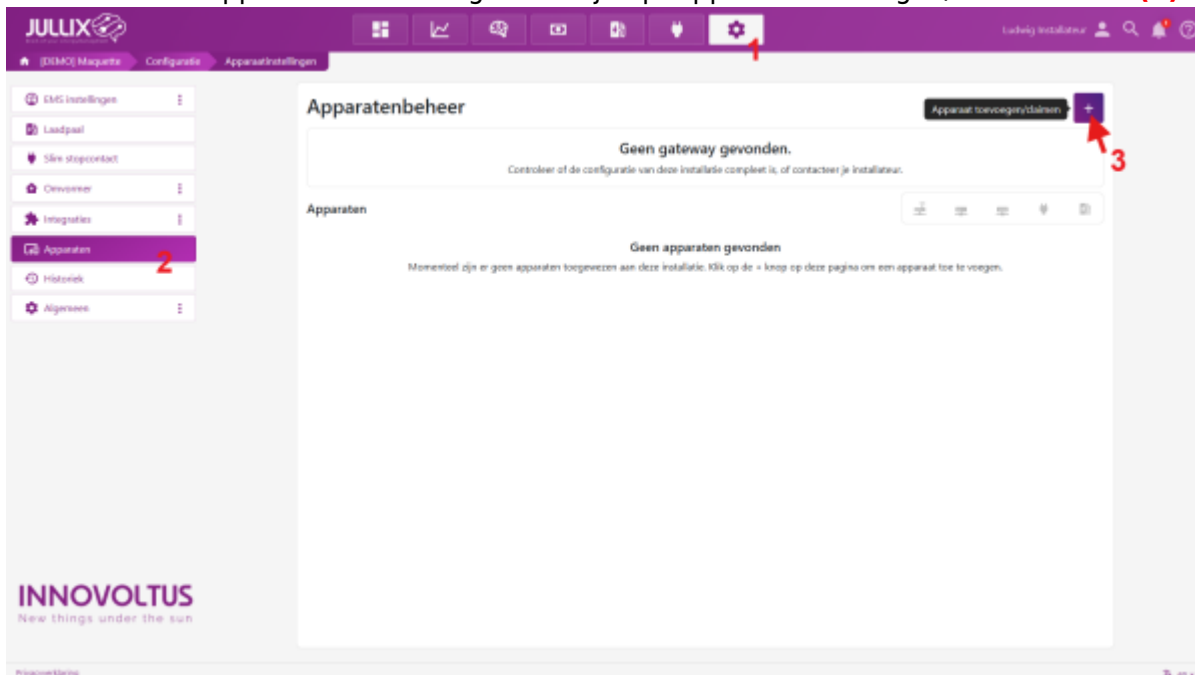 JULLIX
1
Ludwig Installateur
[DEMO] Maquette
Configuratie
Apparaatinstellingen
EMS instellingen
Laadpaal
Slim stopcontact
Omvormer
Integraties
Apparaten
2
Historiek
Algemeen
Apparatenbeheer
Apparaat toevoegen/claimen
+
3
Geen gateway gevonden.
Controleer of de configuratie van deze installatie compleet is, of contacteer je installateur.
Apparaten
Geen apparaten gevonden
Momenteel zijn er geen apparaten toegewezen aan deze installatie. Klik op de + knop op deze pagina om een apparaat toe te voegen.
INNOVOLTUS
New things under the sun
Privacyverklaring